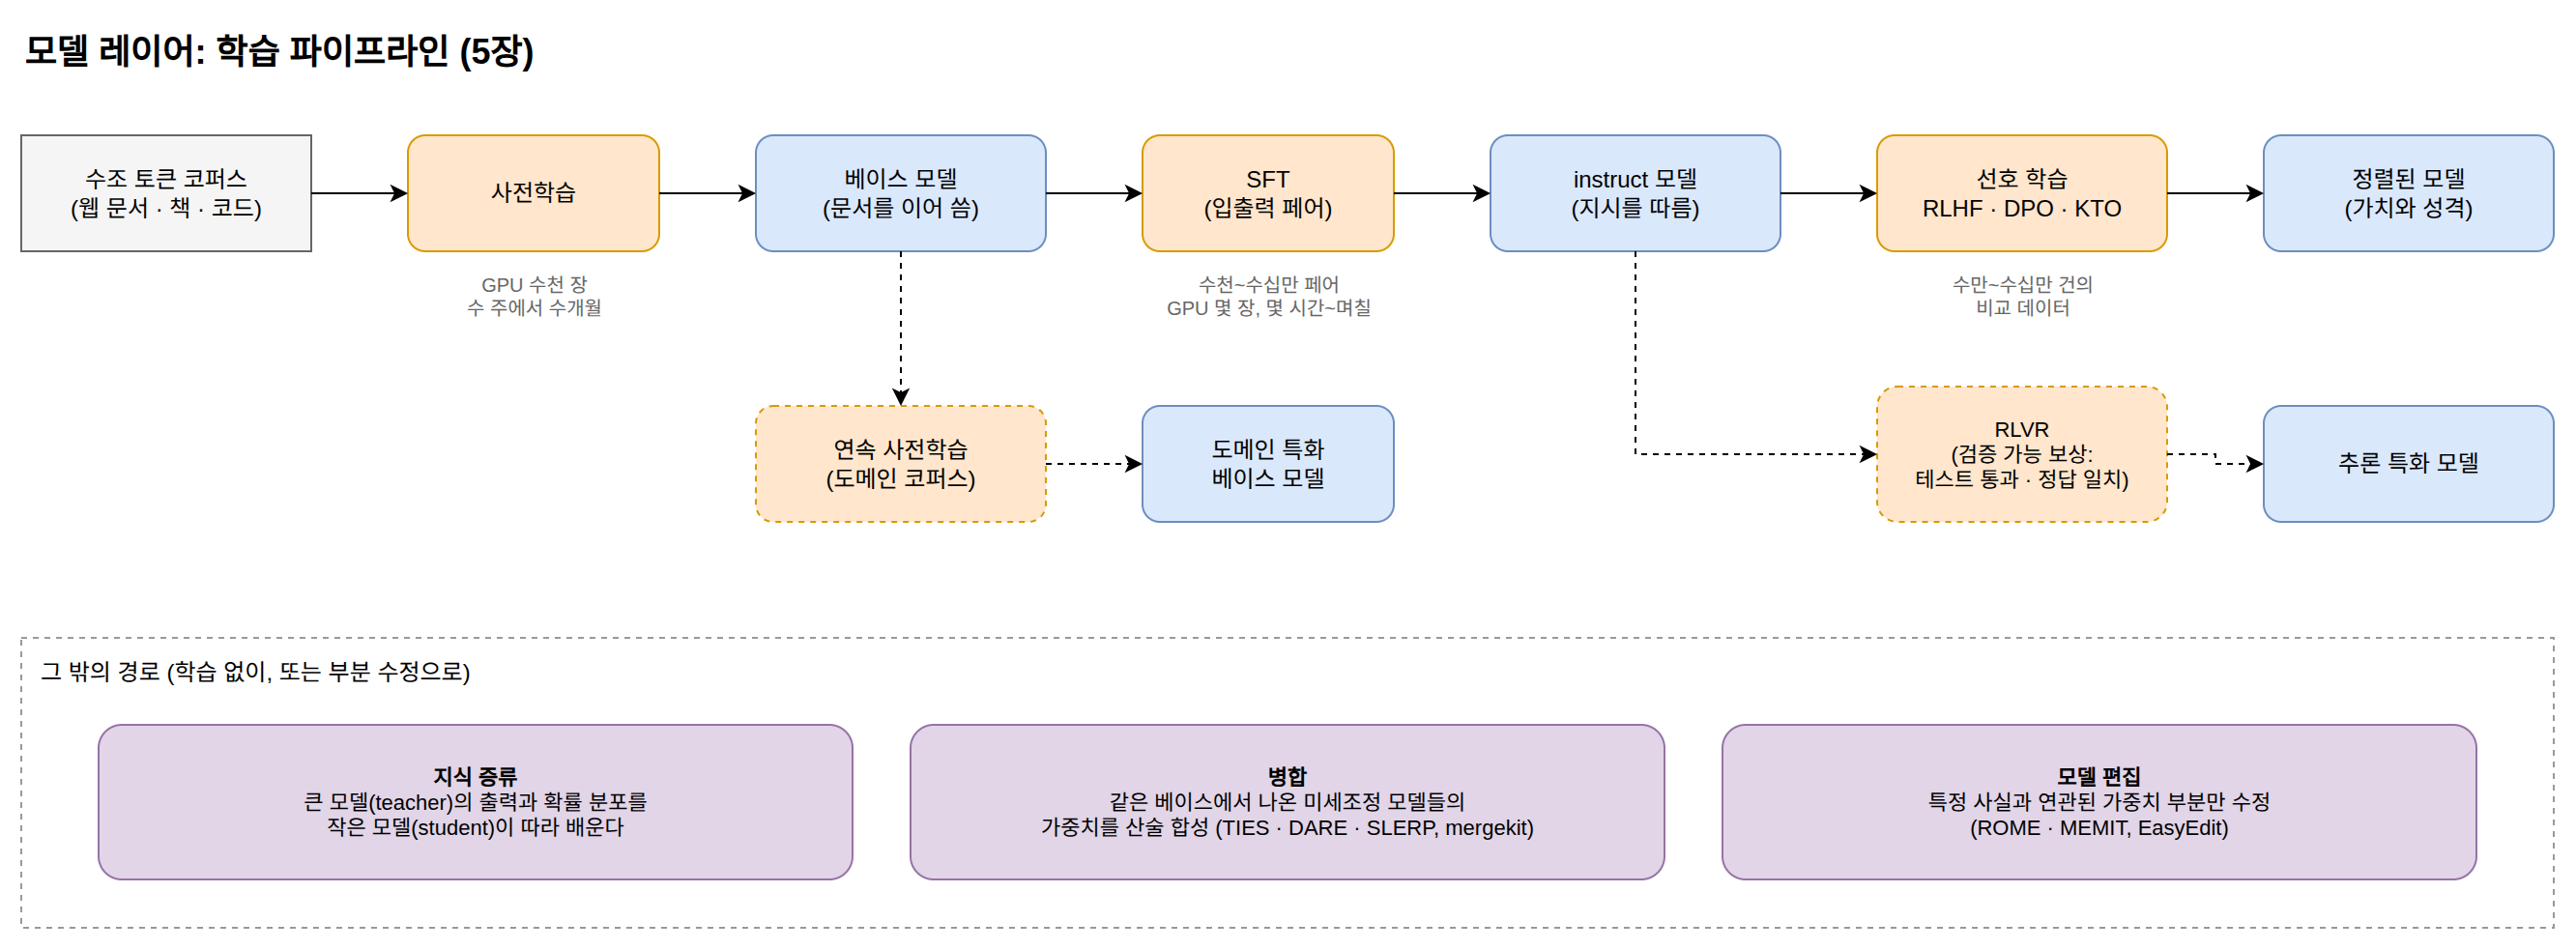 모델 레이어: 학습 파이프라인 (5장)
수조 토큰 코퍼스
(웹 문서 · 책 · 코드)
사전학습
베이스 모델
(문서를 이어 씀)
SFT
(입출력 페어)
instruct 모델
(지시를 따름)
선호 학습
RLHF · DPO · KTO
정렬된 모델
(가치와 성격)
GPU 수천 장
수 주에서 수개월
수천~수십만 페어
GPU 몇 장, 몇 시간~며칠
수만~수십만 건의
비교 데이터
연속 사전학습
(도메인 코퍼스)
도메인 특화
베이스 모델
RLVR
(검증 가능 보상:
테스트 통과 · 정답 일치)
추론 특화 모델
그 밖의 경로 (학습 없이, 또는 부분 수정으로)
지식 증류
큰 모델(teacher)의 출력과 확률 분포를
작은 모델(student)이 따라 배운다
병합
같은 베이스에서 나온 미세조정 모델들의
가중치를 산술 합성 (TIES · DARE · SLERP, mergekit)
모델 편집
특정 사실과 연관된 가중치 부분만 수정
(ROME · MEMIT, EasyEdit)